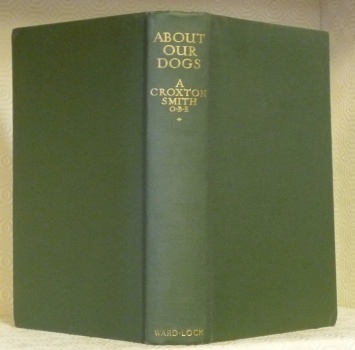 ABOUT
OUR
DOGS
A
CROXTON
SMITH
O·B·E
WARD·LOCK